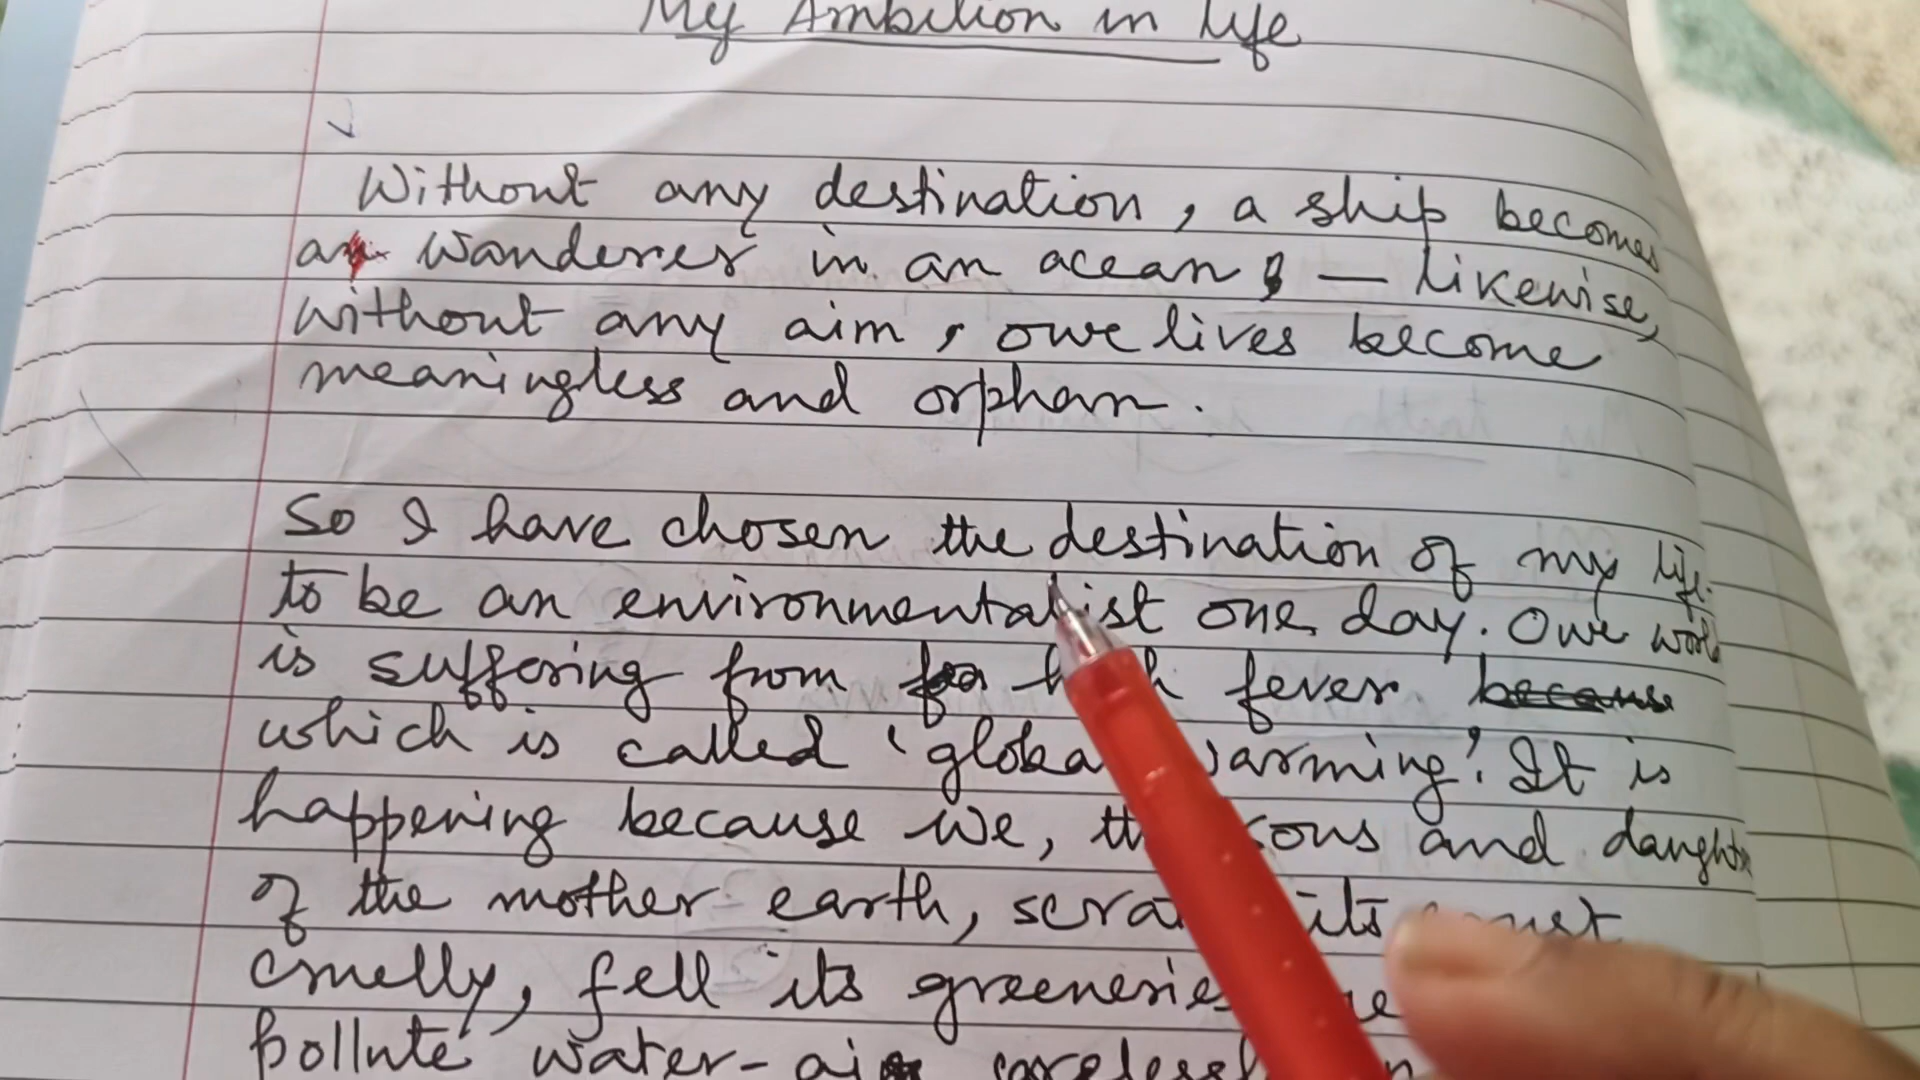 My Ambition in life
Without any destination, a ship becomes
a wanderer in an ocean — likewise,
without any aim, our lives become
meaningless and orphan.
So I have chosen the destination of my life
to be an environmentalist one day. Our world
is suffering from fever because
which is called 'global warming'. It is
happening because we, sons and daughters
of the mother earth, its
cruelly, fell its greeneries
pollute water-air